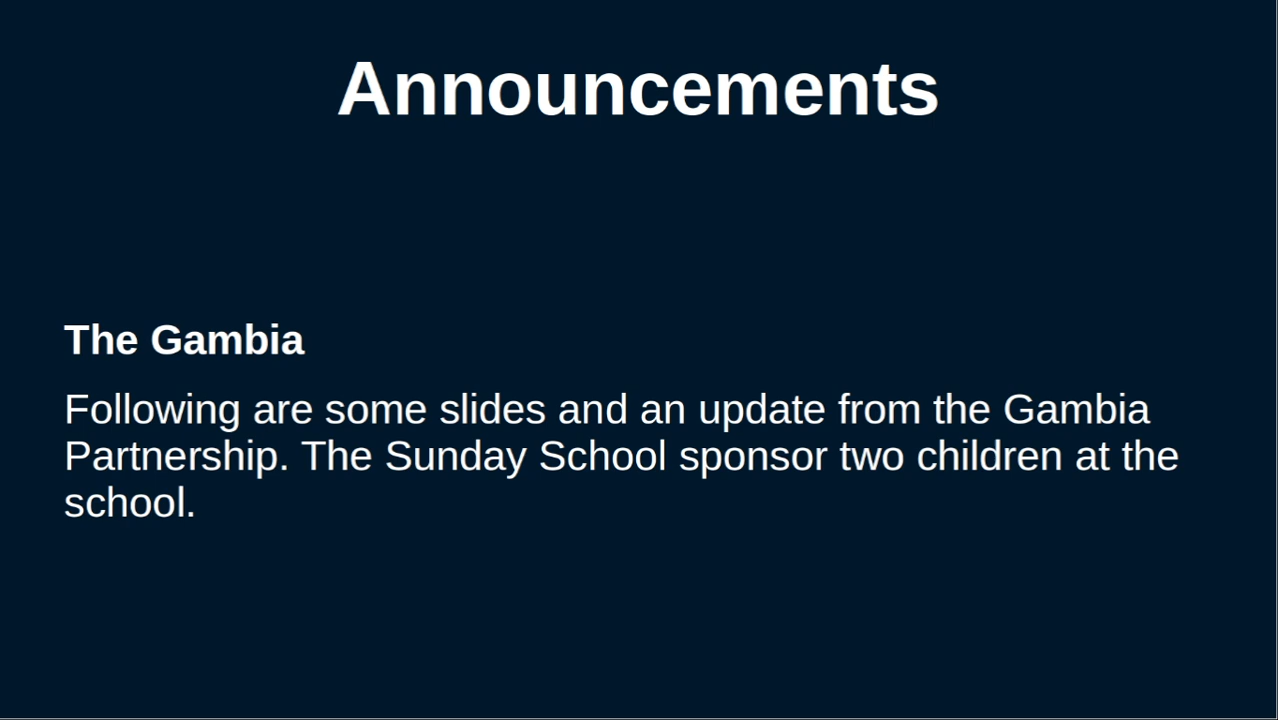 Announcements
The Gambia
Following are some slides and an update from the Gambia
Partnership. The Sunday School sponsor two children at the
school.